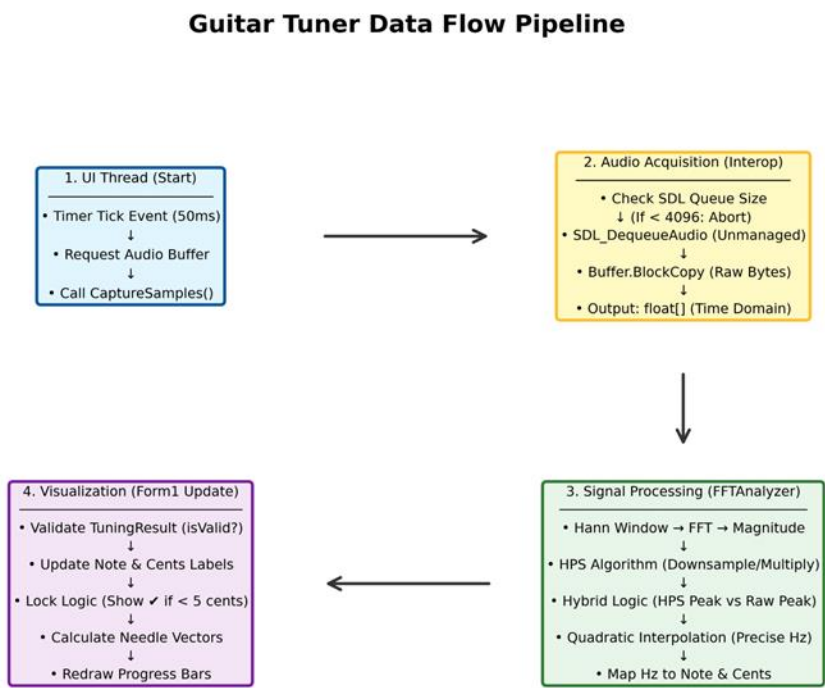 Guitar Tuner Data Flow Pipeline
1. UI Thread (Start)
• Timer Tick Event (50ms)
↓
• Request Audio Buffer
↓
• Call CaptureSamples()
2. Audio Acquisition (Interop)
• Check SDL Queue Size
↓ (If < 4096: Abort)
• SDL_DequeueAudio (Unmanaged)
↓
• Buffer.BlockCopy (Raw Bytes)
↓
• Output: float[] (Time Domain)
3. Signal Processing (FFTAnalyzer)
• Hann Window → FFT → Magnitude
↓
• HPS Algorithm (Downsample/Multiply)
↓
• Hybrid Logic (HPS Peak vs Raw Peak)
↓
• Quadratic Interpolation (Precise Hz)
↓
• Map Hz to Note & Cents
4. Visualization (Form1 Update)
• Validate TuningResult (isValid?)
↓
• Update Note & Cents Labels
↓
• Lock Logic (Show ✔ if < 5 cents)
↓
• Calculate Needle Vectors
↓
• Redraw Progress Bars